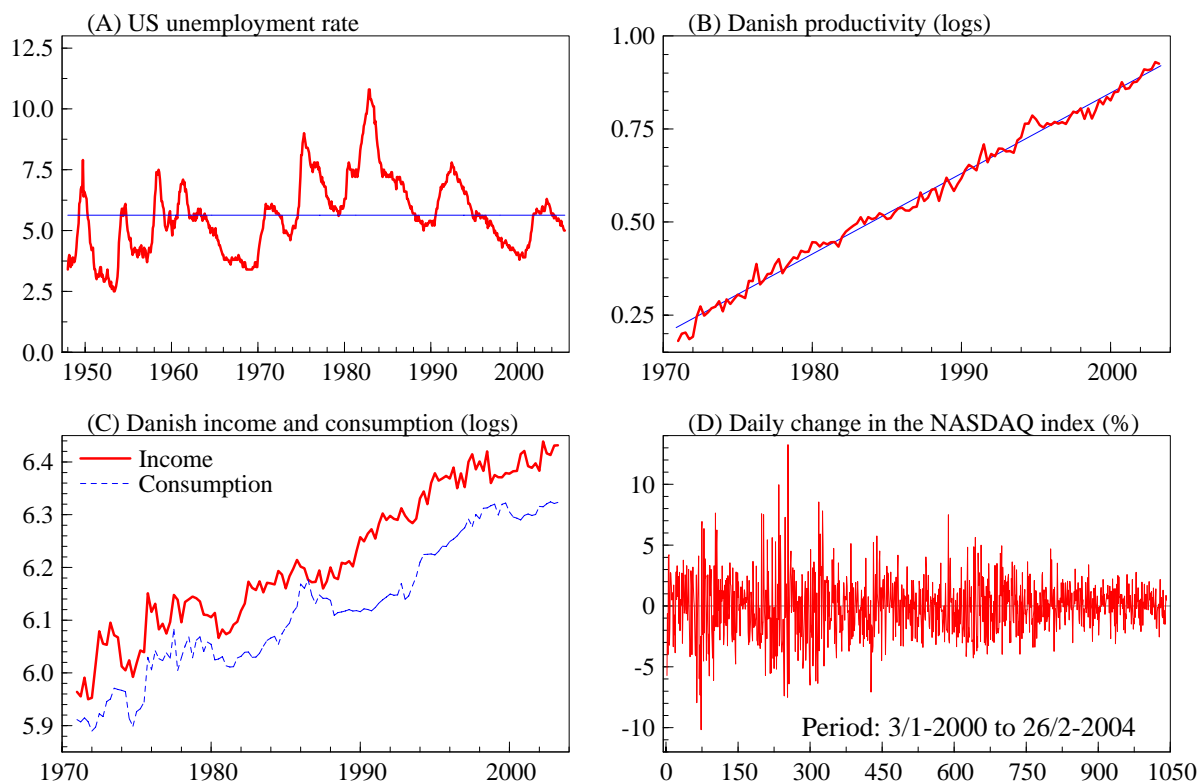 (A) US unemployment rate
12.5
10.0
7.5
5.0
2.5
0.0
1950 1960 1970 1980 1990 2000
(B) Danish productivity (logs)
1.00
0.75
0.50
0.25
1970 1980 1990 2000
(C) Danish income and consumption (logs)
Income
Consumption
6.4
6.3
6.2
6.1
6.0
5.9
1970 1980 1990 2000
(D) Daily change in the NASDAQ index (%)
10
5
0
-5
-10
Period: 3/1-2000 to 26/2-2004
0 150 300 450 600 750 900 1050